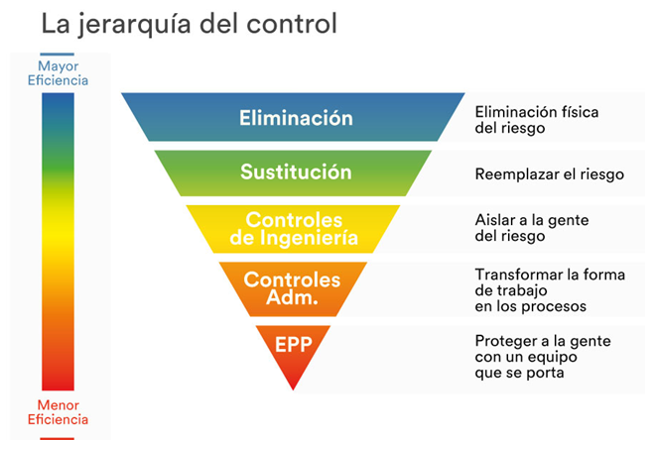 La jerarquía del control
Mayor
Eficiencia
Eliminación
Eliminación física
del riesgo
Sustitución
Reemplazar el riesgo
Controles
de Ingeniería
Aislar a la gente
del riesgo
Controles
Adm.
Transformar la forma
de trabajo
en los procesos
EPP
Proteger a la gente
con un equipo
que se porta
Menor
Eficiencia